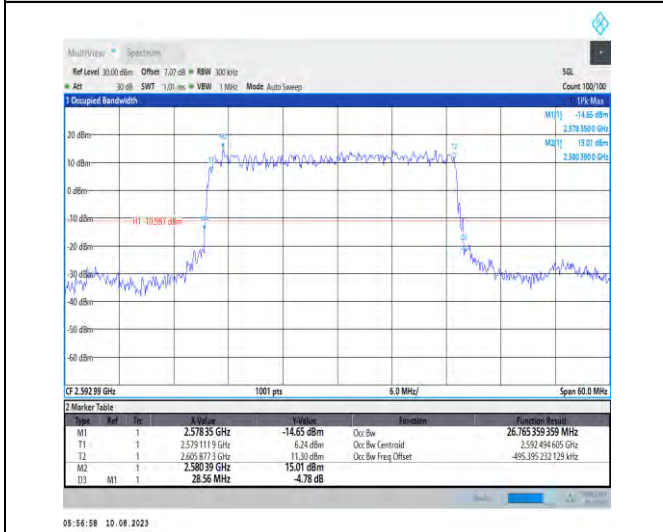 MultiView Spectrum
Ref Level 30.00 dBm Offset 7.07 dB RBW 300 kHz SGL
Att 30 dB SWT 1.01 ms VBW 1 MHz Mode Auto Sweep Count 100/100
1 Occupied Bandwidth 1Pk Max
M1[1] -14.65 dBm
2.578 3500 GHz
M2[1] 15.01 dBm
2.580 3900 GHz
M2
T2
20 dBm
10 dBm
0 dBm
-10 dBm
H1 -10.987 dBm
-20 dBm
-30 dBm
-40 dBm
-50 dBm
-60 dBm
CF 2.592 99 GHz 1001 pts 6.0 MHz/ Span 60.0 MHz
2 Marker Table
Type Ref Trc X-Value Y-Value Function Function Result
M1 1 2.57835 GHz -14.65 dBm Occ Bw 26.765 359 359 MHz
T1 1 2.579 111 9 GHz 6.24 dBm Occ Bw Centroid 2.592 494 605 GHz
T2 1 2.605 877 3 GHz 11.30 dBm Occ Bw Freq Offset -495.395 232 129 kHz
M2 1 2.580 39 GHz 15.01 dBm
D3 M1 1 28.56 MHz -4.78 dB
05:56:58 10.08.2023